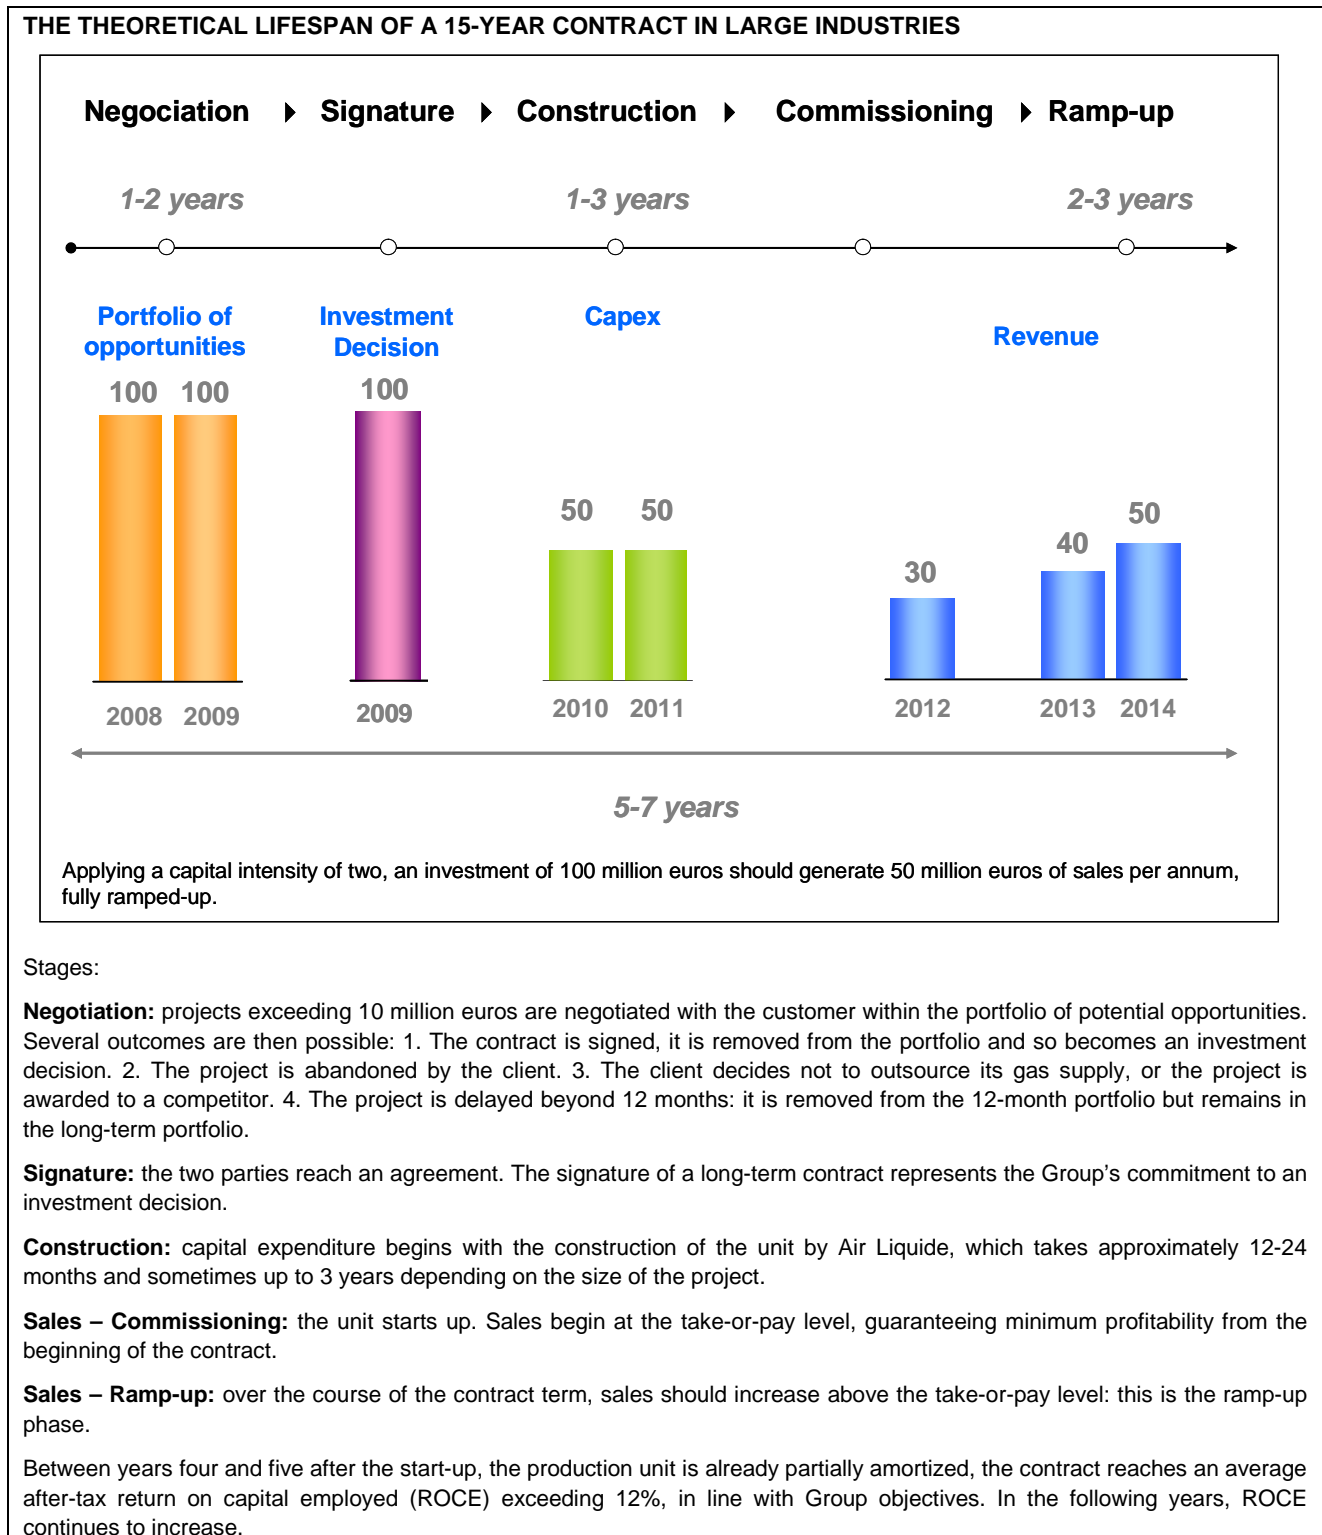 THE THEORETICAL LIFESPAN OF A 15-YEAR CONTRACT IN LARGE INDUSTRIES
Negociation Signature Construction Commissioning Ramp-up
1-2 years 1-3 years 2-3 years
Portfolio of opportunities
Investment Decision
Capex
Revenue
100 100 100 50 50 30 40 50
2008 2009 2009 2010 2011 2012 2013 2014
5-7 years
Applying a capital intensity of two, an investment of 100 million euros should generate 50 million euros of sales per annum,
fully ramped-up.
Stages:
Negotiation: projects exceeding 10 million euros are negotiated with the customer within the portfolio of potential opportunities.
Several outcomes are then possible: 1. The contract is signed, it is removed from the portfolio and so becomes an investment
decision. 2. The project is abandoned by the client. 3. The client decides not to outsource its gas supply, or the project is
awarded to a competitor. 4. The project is delayed beyond 12 months: it is removed from the 12-month portfolio but remains in
the long-term portfolio.
Signature: the two parties reach an agreement. The signature of a long-term contract represents the Group's commitment to an
investment decision.
Construction: capital expenditure begins with the construction of the unit by Air Liquide, which takes approximately 12-24
months and sometimes up to 3 years depending on the size of the project.
Sales – Commissioning: the unit starts up. Sales begin at the take-or-pay level, guaranteeing minimum profitability from the
beginning of the contract.
Sales – Ramp-up: over the course of the contract term, sales should increase above the take-or-pay level: this is the ramp-up
phase.
Between years four and five after the start-up, the production unit is already partially amortized, the contract reaches an average
after-tax return on capital employed (ROCE) exceeding 12%, in line with Group objectives. In the following years, ROCE
continues to increase.